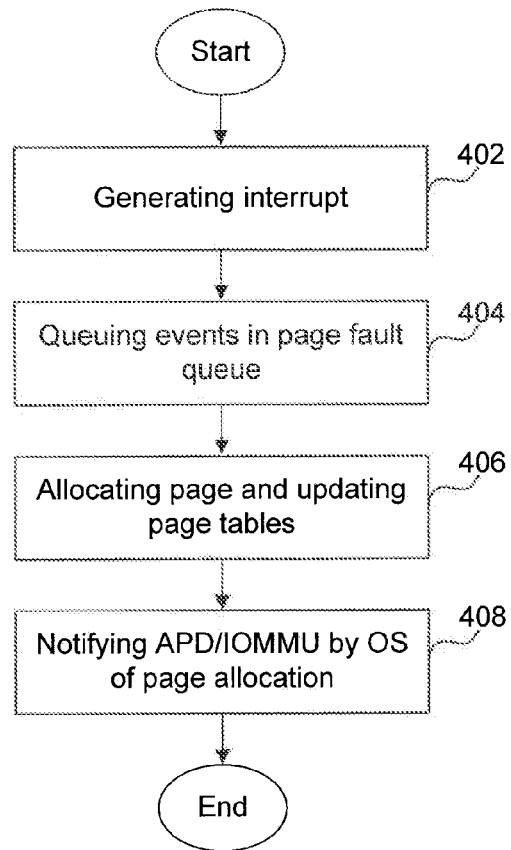 Start
402
Generating interrupt
404
Queuing events in page fault
queue
406
Allocating page and updating
page tables
408
Notifying APD/IOMMU by OS
of page allocation
End